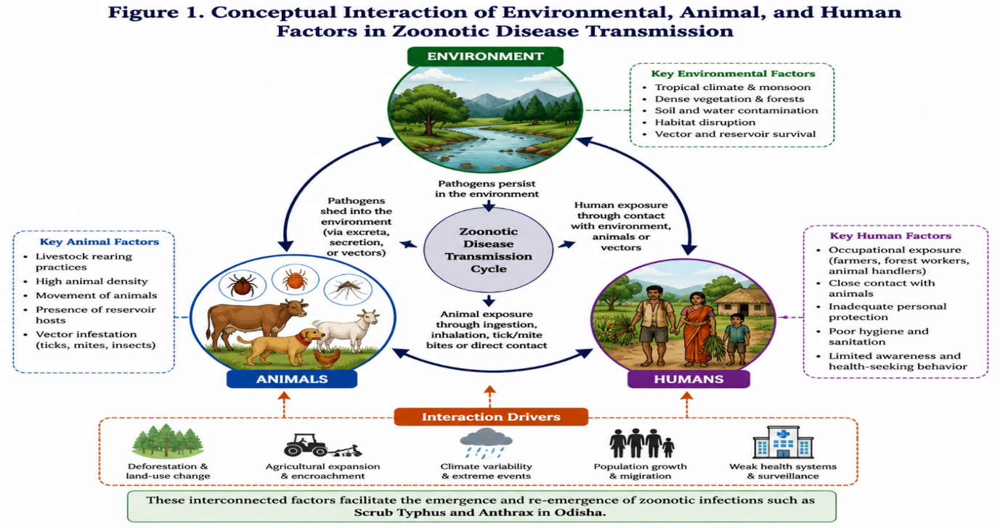 Figure 1. Conceptual Interaction of Environmental, Animal, and Human
Factors in Zoonotic Disease Transmission
ENVIRONMENT
Key Environmental Factors
• Tropical climate & monsoon
• Dense vegetation & forests
• Soil and water contamination
• Habitat disruption
• Vector and reservoir survival
Pathogens persist
in the environment
Pathogens
shed into the
environment
(via excreta,
secretion,
or vectors)
Zoonotic
Disease
Transmission
Cycle
Human exposure
through contact
with environment,
animals or
vectors
Animal exposure
through ingestion,
inhalation, tick/mite
bites or direct contact
Key Animal Factors
• Livestock rearing
practices
• High animal density
• Movement of animals
• Presence of reservoir
hosts
• Vector infestation
(ticks, mites, insects)
Key Human Factors
• Occupational exposure
(farmers, forest workers,
animal handlers)
• Close contact with
animals
• Inadequate personal
protection
• Poor hygiene and
sanitation
• Limited awareness and
health-seeking behavior
ANIMALS
HUMANS
Interaction Drivers
Deforestation &
land-use change
Agricultural expansion
& encroachment
Climate variability
& extreme events
Population growth
& migiration
Weak health systems
& surveillance
These interconnected factors facilitate the emergence and re-emergence of zoonotic infections such as
Scrub Typhus and Anthrax in Odisha.